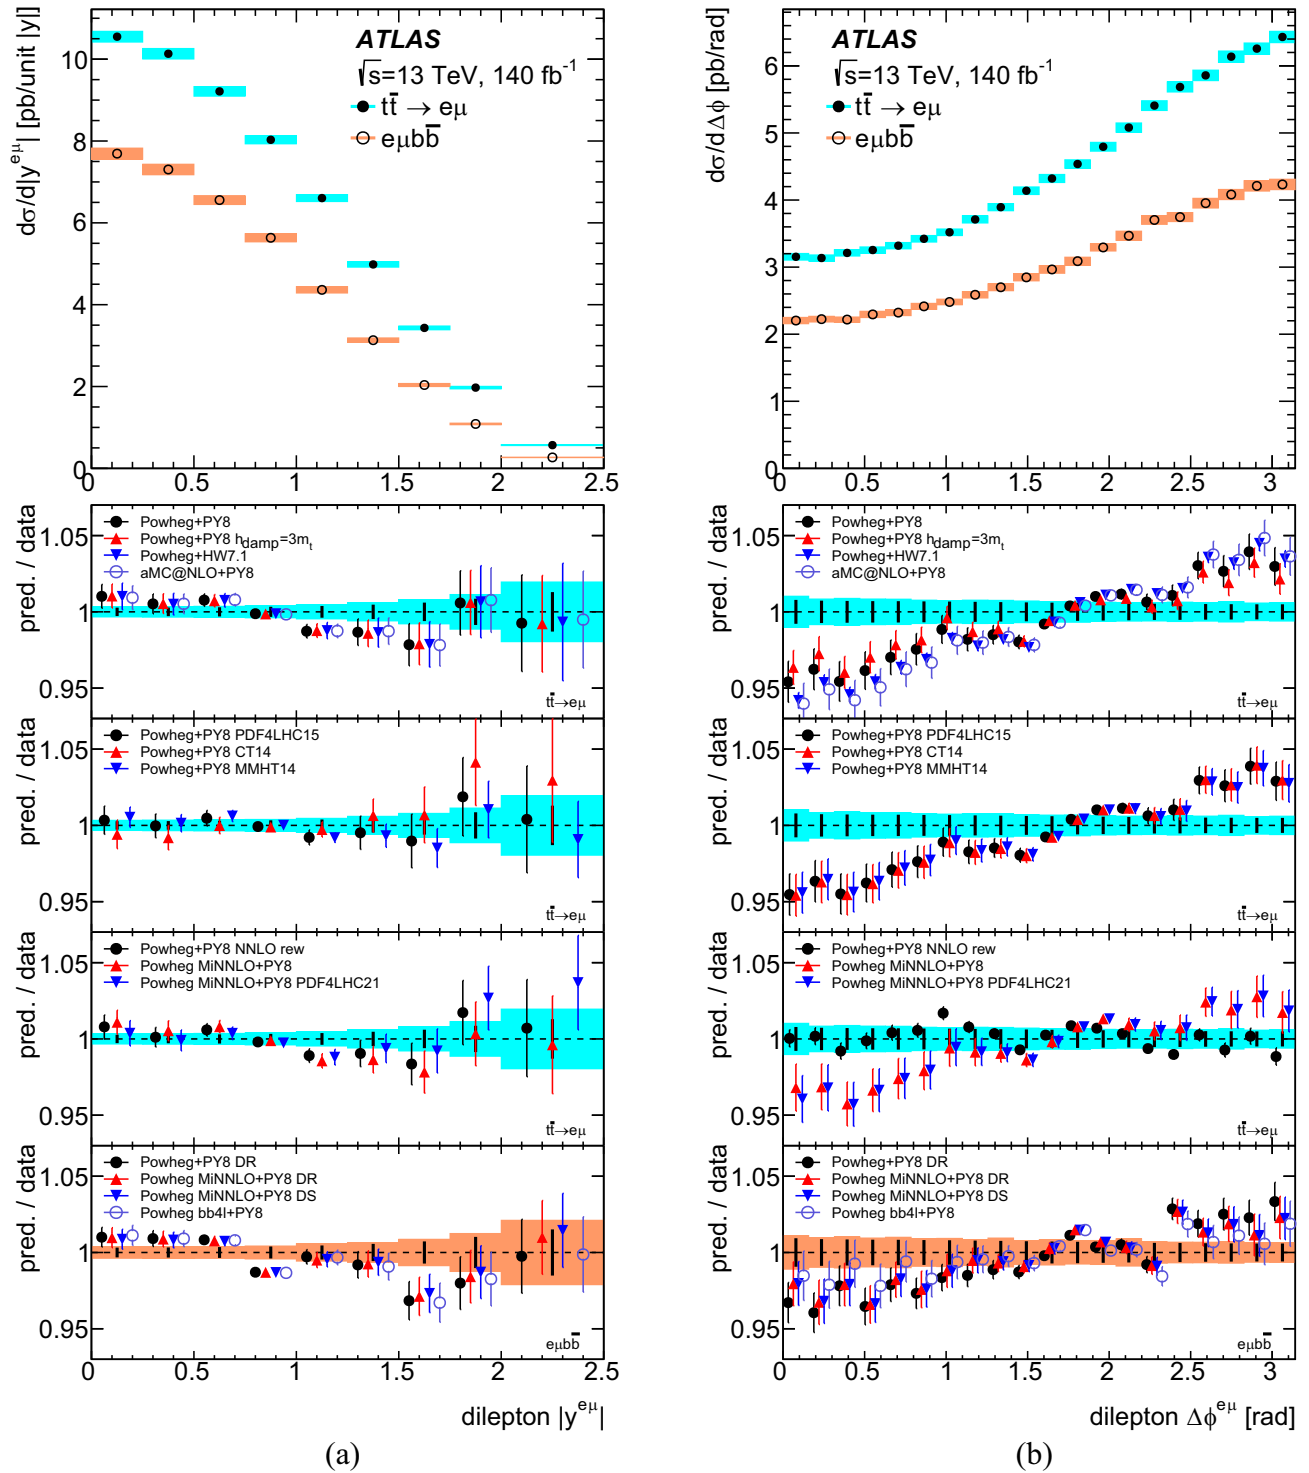 dσ/d|y^eμ| [pb/unit |y|]
10
8
6
4
2
0
ATLAS
√s=13 TeV, 140 fb⁻¹
tt̄ → eμ
eμbb̄
0 0.5 1 1.5 2 2.5
pred. / data
1.05
1
0.95
Powheg+PY8
Powheg+PY8 h_damp=3m_t
Powheg+HW7.1
aMC@NLO+PY8
tt̄→eμ
pred. / data
1.05
1
0.95
Powheg+PY8 PDF4LHC15
Powheg+PY8 CT14
Powheg+PY8 MMHT14
tt̄→eμ
pred. / data
1.05
1
0.95
Powheg+PY8 NNLO rew
Powheg MiNNLO+PY8
Powheg MiNNLO+PY8 PDF4LHC21
tt̄→eμ
pred. / data
1.05
1
0.95
Powheg+PY8 DR
Powheg MiNNLO+PY8 DR
Powheg MiNNLO+PY8 DS
Powheg bb4l+PY8
eμbb̄
0 0.5 1 1.5 2 2.5
dilepton |y^eμ|
(a)
dσ/dΔϕ [pb/rad]
6
5
4
3
2
1
0
ATLAS
√s=13 TeV, 140 fb⁻¹
tt̄ → eμ
eμbb̄
0 0.5 1 1.5 2 2.5 3
pred. / data
1.05
1
0.95
Powheg+PY8
Powheg+PY8 h_damp=3m_t
Powheg+HW7.1
aMC@NLO+PY8
tt̄→eμ
pred. / data
1.05
1
0.95
Powheg+PY8 PDF4LHC15
Powheg+PY8 CT14
Powheg+PY8 MMHT14
tt̄→eμ
pred. / data
1.05
1
0.95
Powheg+PY8 NNLO rew
Powheg MiNNLO+PY8
Powheg MiNNLO+PY8 PDF4LHC21
tt̄→eμ
pred. / data
1.05
1
0.95
Powheg+PY8 DR
Powheg MiNNLO+PY8 DR
Powheg MiNNLO+PY8 DS
Powheg bb4l+PY8
eμbb̄
0 0.5 1 1.5 2 2.5 3
dilepton Δϕ^eμ [rad]
(b)